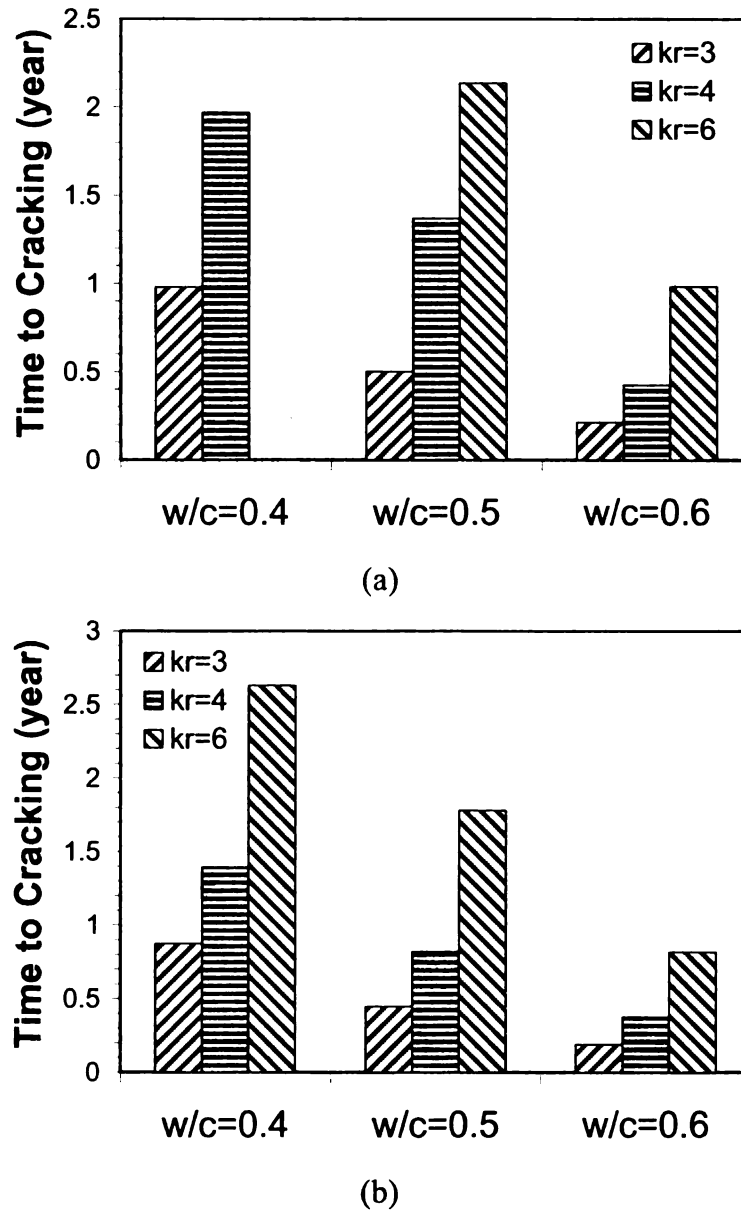 2.5
kr=3
2
kr=4
kr=6
1.5
1
0.5
0
Time to Cracking (year)
w/c=0.4 w/c=0.5 w/c=0.6
(a)
3
kr=3
2.5
kr=4
kr=6
2
1.5
1
0.5
0
Time to Cracking (year)
w/c=0.4 w/c=0.5 w/c=0.6
(b)